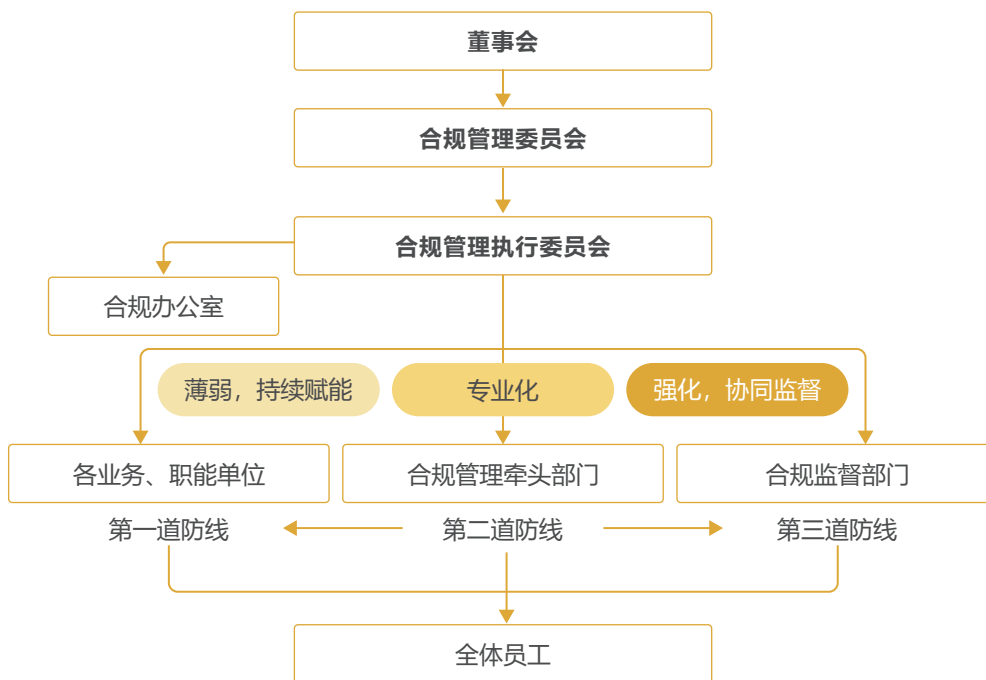 董事会
合规管理委员会
合规管理执行委员会
合规办公室
薄弱，持续赋能
专业化
强化，协同监督
各业务、职能单位
合规管理牵头部门
合规监督部门
第一道防线
第二道防线
第三道防线
全体员工